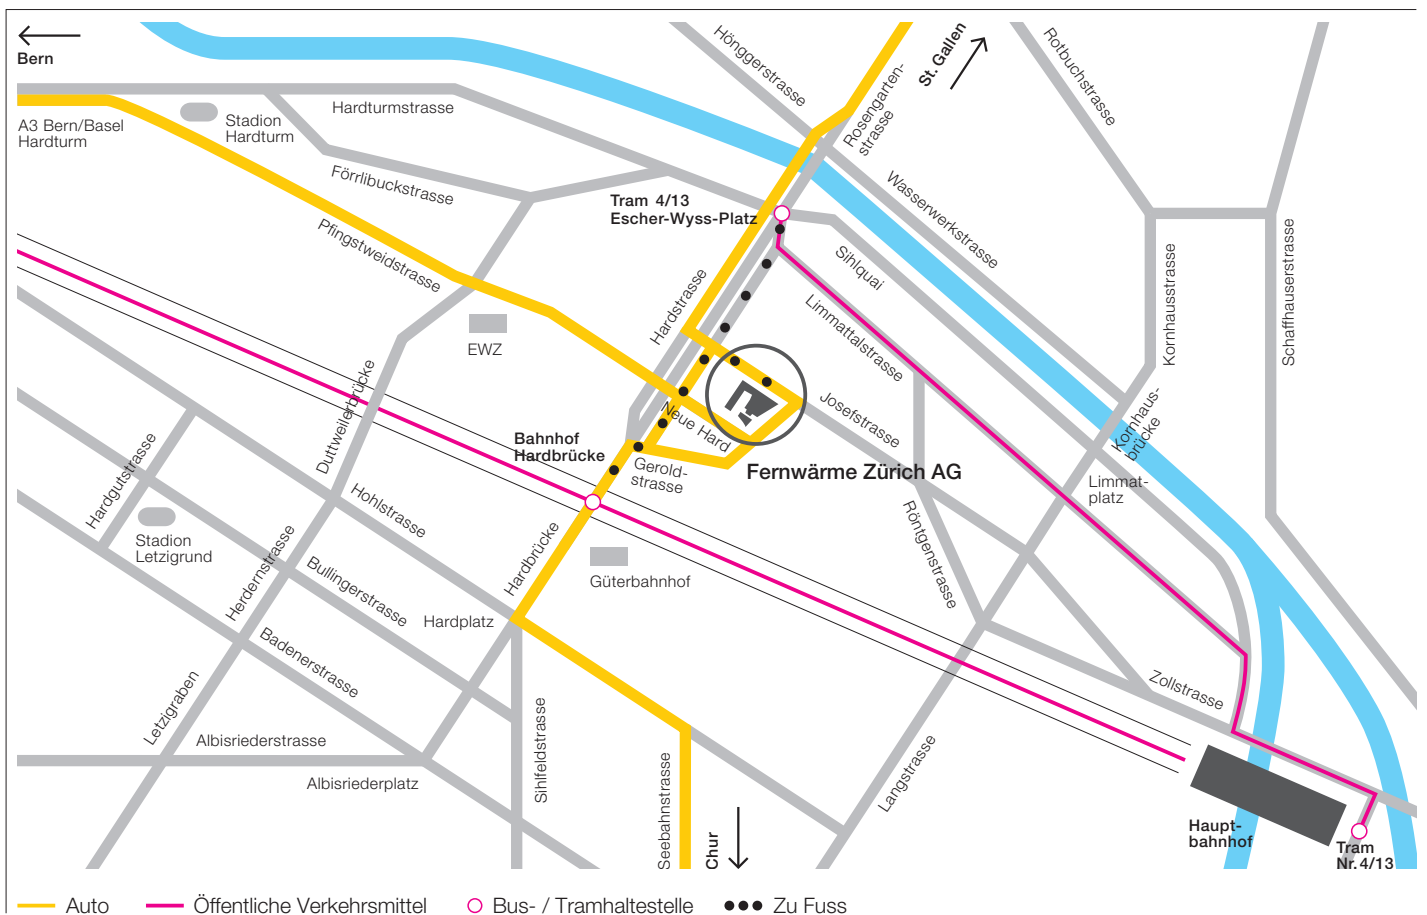 Bern
A3 Bern/Basel
Hardturm
Stadion
Hardturm
Hardturmstrasse
Förrlibuckstrasse
Pfingstweidstrasse
Tram 4/13
Escher-Wyss-Platz
Hönggerstrasse
Rosengarten-
strasse
St. Gallen
Rotbuchstrasse
Wasserwerkstrasse
Sihlquai
Limmattalstrasse
Kornhausstrasse
Schaffhauserstrasse
Hardstrasse
EWZ
Duttweilerbrücke
Neue Hard
Josefstrasse
Kornhaus-
brücke
Bahnhof
Hardbrücke
Gerold-
strasse
Fernwärme Zürich AG
Limmat-
platz
Hardgutstrasse
Hohlstrasse
Röntgenstrasse
Stadion
Letzigrund
Herdernstrasse
Bullingerstrasse
Hardbrücke
Güterbahnhof
Hardplatz
Badenerstrasse
Letzigraben
Zollstrasse
Albisriederstrasse
Albisriederplatz
Sihlfeldstrasse
Seebahnstrasse
Chur
Langstrasse
Haupt-
bahnhof
Tram
Nr. 4/13
Auto
Öffentliche Verkehrsmittel
Bus- / Tramhaltestelle
Zu Fuss